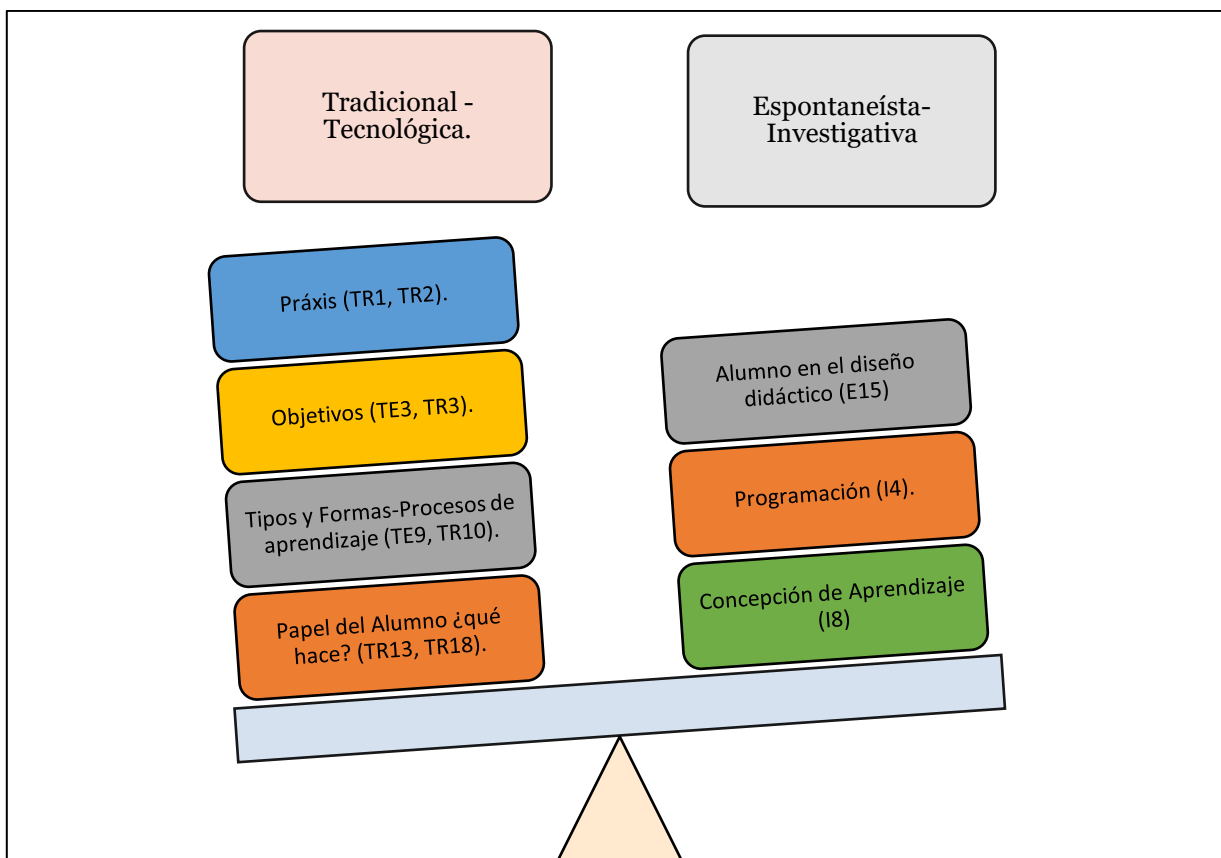 Tradicional -
Tecnológica.
Espontaneísta-
Investigativa
Práxis (TR1, TR2).
Objetivos (TE3, TR3).
Tipos y Formas-Procesos de
aprendizaje (TE9, TR10).
Papel del Alumno ¿qué
hace? (TR13, TR18).
Alumno en el diseño
didáctico (E15)
Programación (I4).
Concepción de Aprendizaje
(I8)